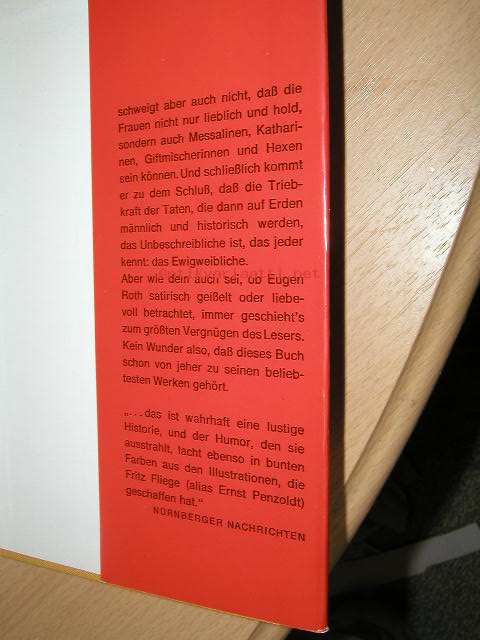 schweigt aber auch nicht, daß die
Frauen nicht nur lieblich und hold,
sondern auch Messalinen, Kathari-
nen, Giftmischerinnen und Hexen
sein können. Und schließlich kommt
er zu dem Schluß, daß die Trieb-
kraft der Taten, die dann auf Erden
männlich und historisch werden,
das Unbeschreibliche ist, das jeder
kennt: das Ewigweibliche.
Aber wie dem auch sei, ob Eugen
Roth satirisch geißelt oder liebe-
voll betrachtet, immer geschieht's
zum größten Vergnügen des Lesers.
Kein Wunder also, daß dieses Buch
schon von jeher zu seinen belieb-
testen Werken gehört.
„... das ist wahrhaft eine lustige
Historie, und der Humor, den sie
ausstrahlt, lacht ebenso in bunten
Farben aus den Illustrationen, die
Fritz Fliege (alias Ernst Penzoldt)
geschaffen hat.“
NÜRNBERGER NACHRICHTEN